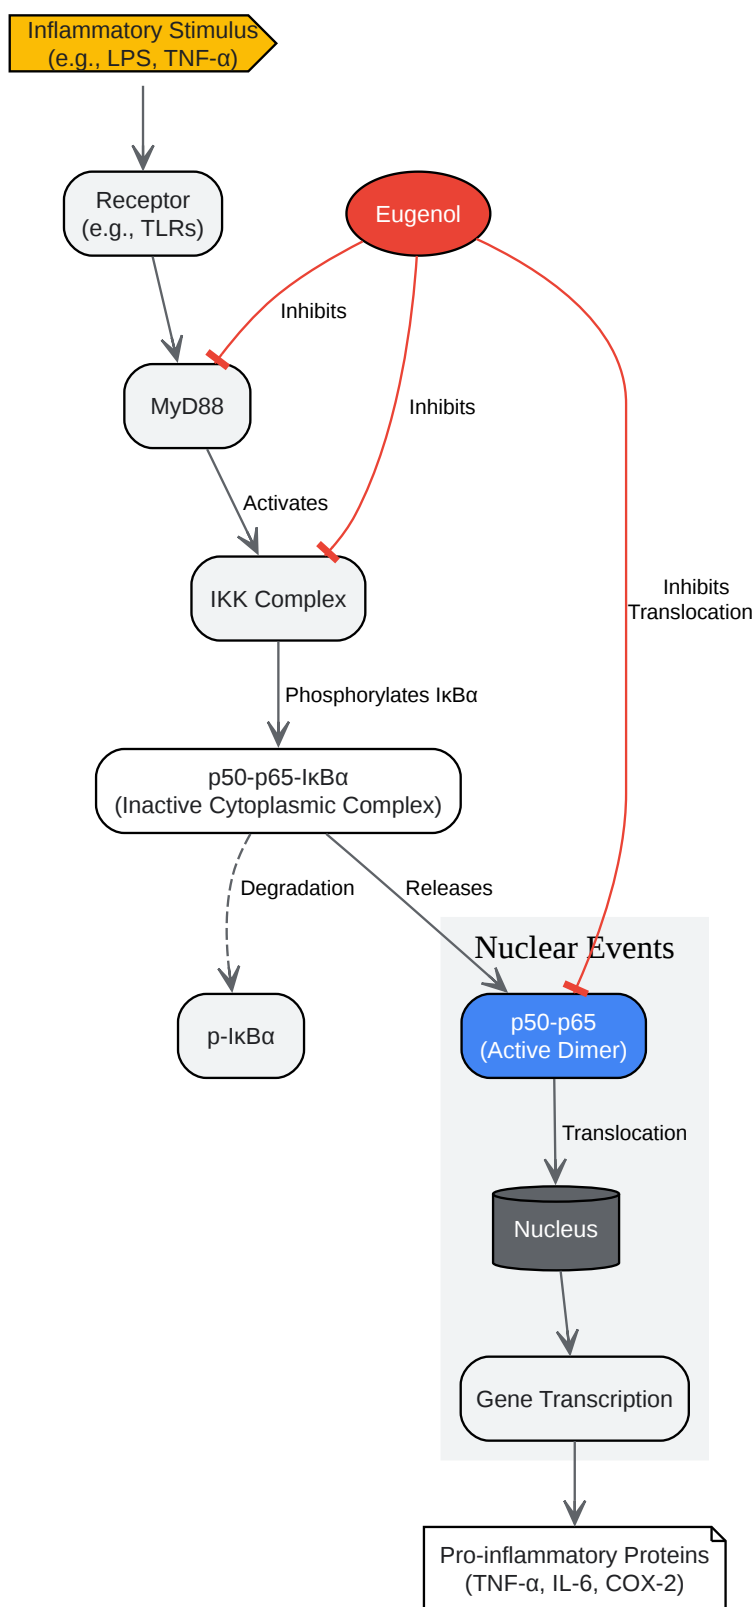 Inflammatory Stimulus
(e.g., LPS, TNF-α)
Receptor
(e.g., TLRs)
Eugenol
Inhibits
MyD88
Inhibits
Activates
IKK Complex
Inhibits
Translocation
Phosphorylates IκBα
p50-p65-IκBα
(Inactive Cytoplasmic Complex)
Degradation
Releases
Nuclear Events
p-IκBα
p50-p65
(Active Dimer)
Translocation
Nucleus
Gene Transcription
Pro-inflammatory Proteins
(TNF-α, IL-6, COX-2)